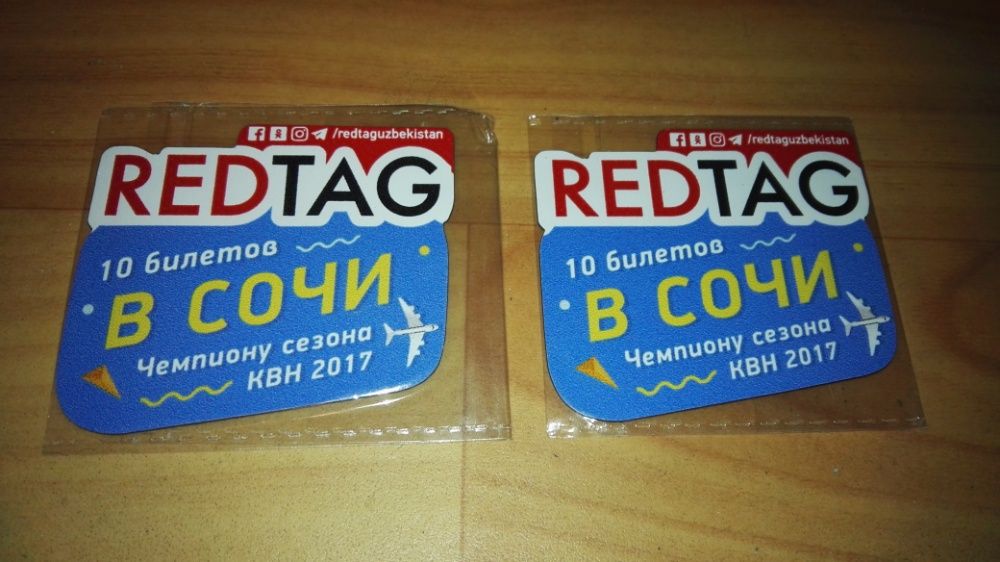 /redtaguzbekistan
REDTAG
10 билетов
В СОЧИ
Чемпиону сезона
КВН 2017
/redtaguzbekistan
REDTAG
10 билетов
В СОЧИ
Чемпиону сезона
КВН 2017